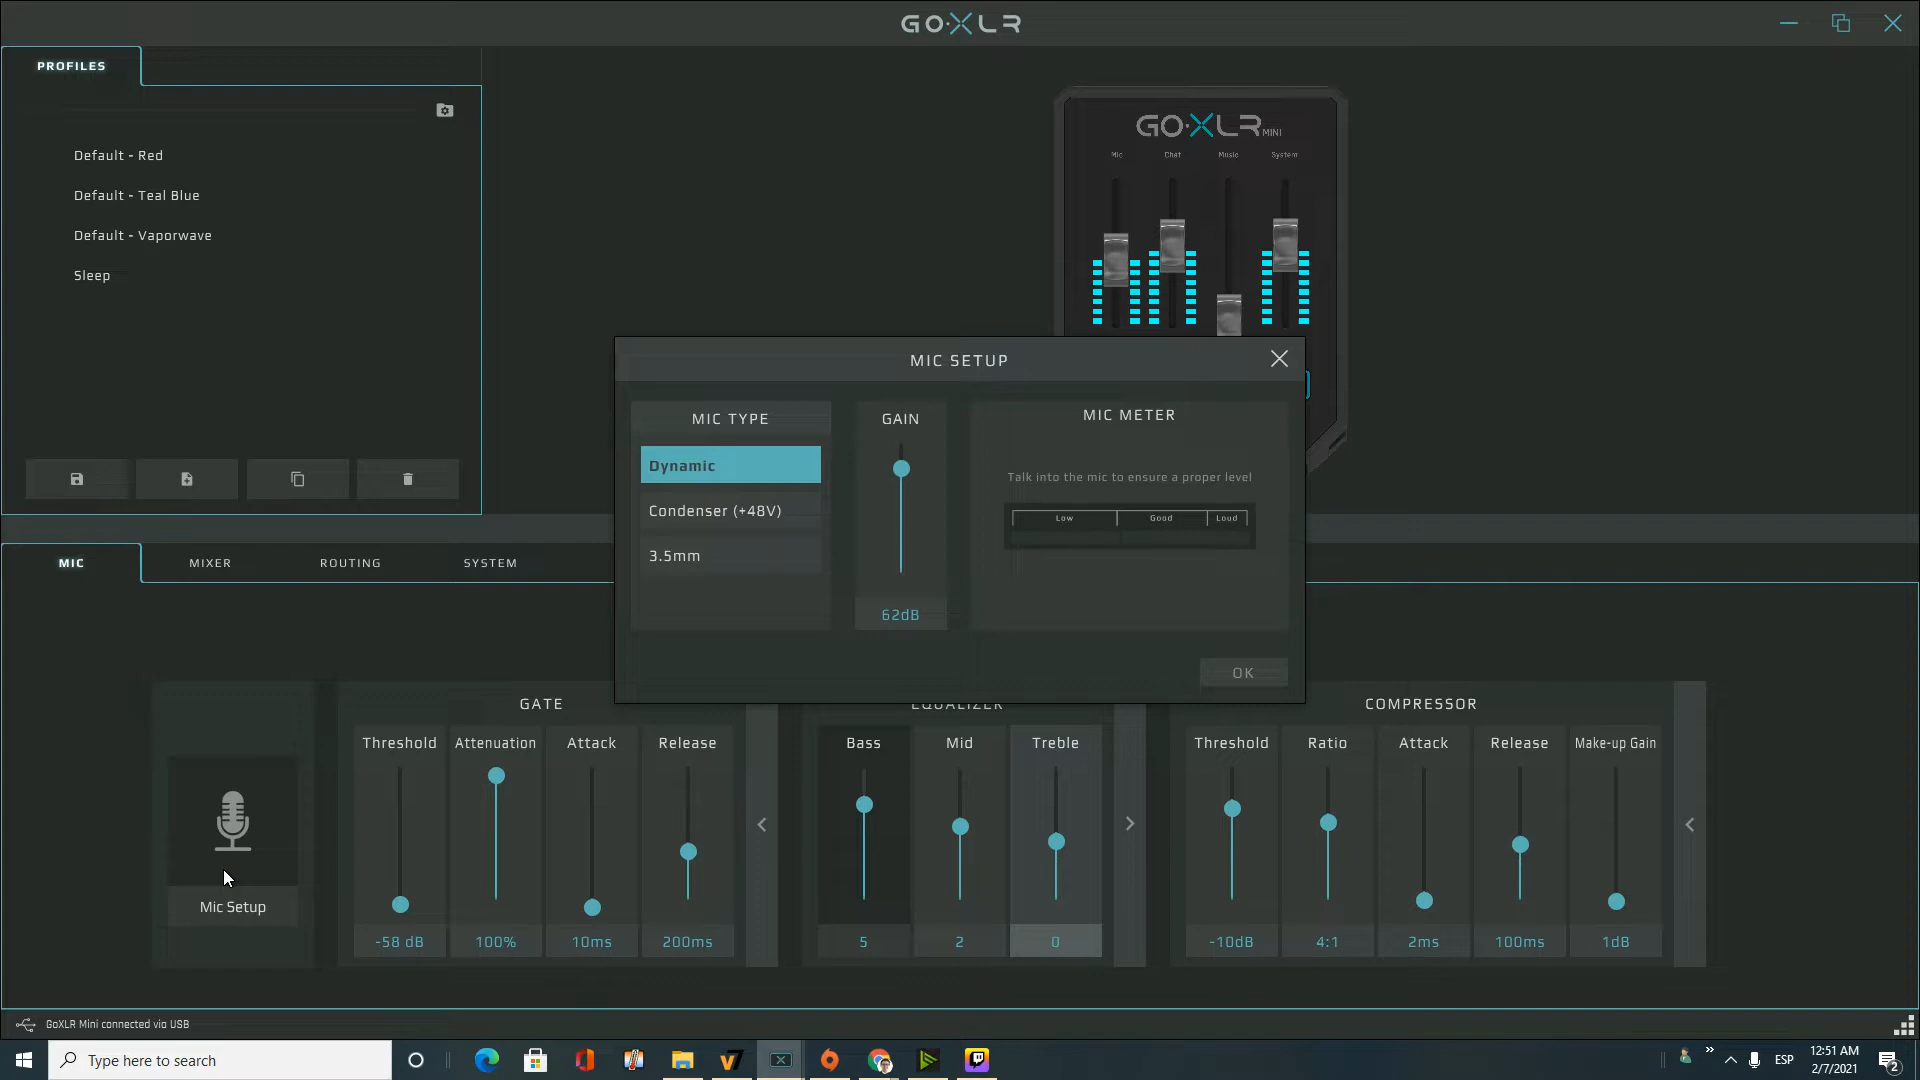 GO·XLR
PROFILES
Default - Red
Default - Teal Blue
Default - Vaporwave
Sleep
GO·XLR MINI
Mic Chat Music System
MIC SETUP
MIC TYPE
Dynamic
Condenser (+48V)
3.5mm
GAIN
62dB
MIC METER
Talk into the mic to ensure a proper level
Low Good Loud
OK
MIC MIXER ROUTING SYSTEM
Mic Setup
GATE
Threshold Attenuation Attack Release
-58 dB 100% 10ms 200ms
EQUALIZER
Bass Mid Treble
5 2 0
COMPRESSOR
Threshold Ratio Attack Release Make-up Gain
-10dB 4:1 2ms 100ms 1dB
GoXLR Mini connected via USB
Type here to search
ESP
12:51 AM
2/7/2021
2